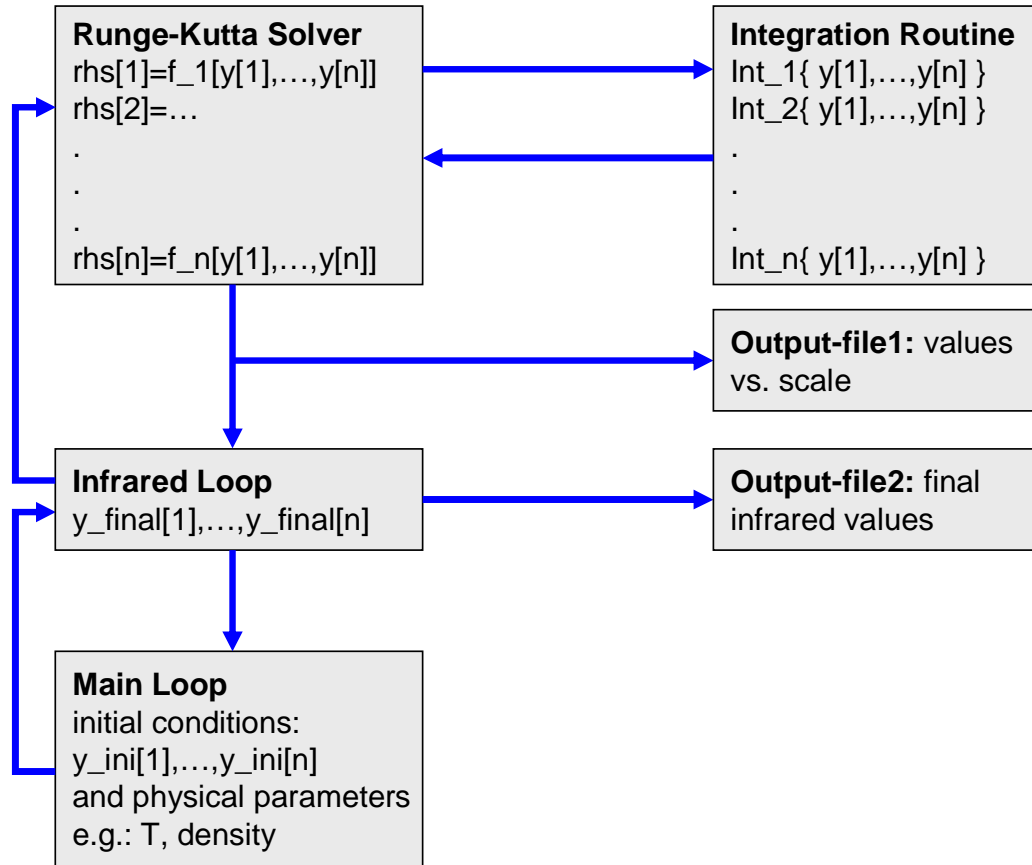 Runge-Kutta Solver
rhs[1]=f_1[y[1],…,y[n]]
rhs[2]=…
.
.
.
rhs[n]=f_n[y[1],…,y[n]]
Integration Routine
Int_1{ y[1],…,y[n] }
Int_2{ y[1],…,y[n] }
.
.
.
Int_n{ y[1],…,y[n] }
Output-file1: values
vs. scale
Infrared Loop
y_final[1],…,y_final[n]
Output-file2: final
infrared values
Main Loop
initial conditions:
y_ini[1],…,y_ini[n]
and physical parameters
e.g.: T, density